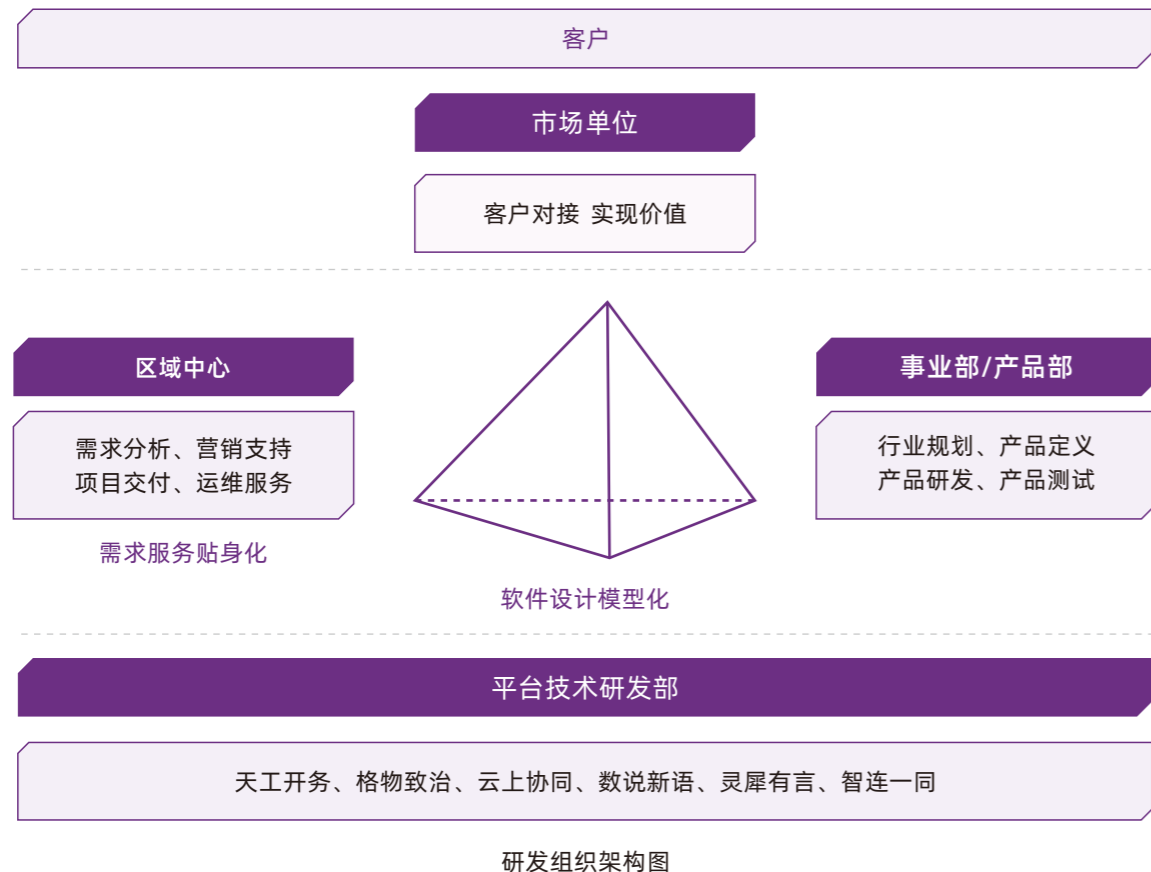 客户
市场单位
客户对接 实现价值
区域中心
需求分析、营销支持
项目交付、运维服务
需求服务贴身化
事业部/产品部
行业规划、产品定义
产品研发、产品测试
软件设计模型化
平台技术研发部
天工开务、格物致治、云上协同、数说新语、灵犀有言、智连一同
研发组织架构图